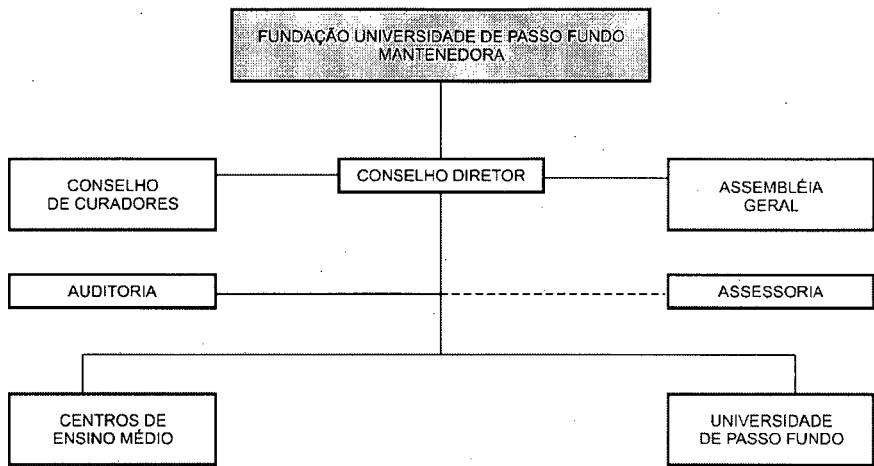 FUNDAÇÃO UNIVERSIDADE DE PASSO FUNDO
MANTENEDORA
CONSELHO
DE CURADORES
CONSELHO DIRETOR
ASSEMBLÉIA
GERAL
AUDITORIA
ASSESSORIA
CENTROS DE
ENSINO MÉDIO
UNIVERSIDADE
DE PASSO FUNDO